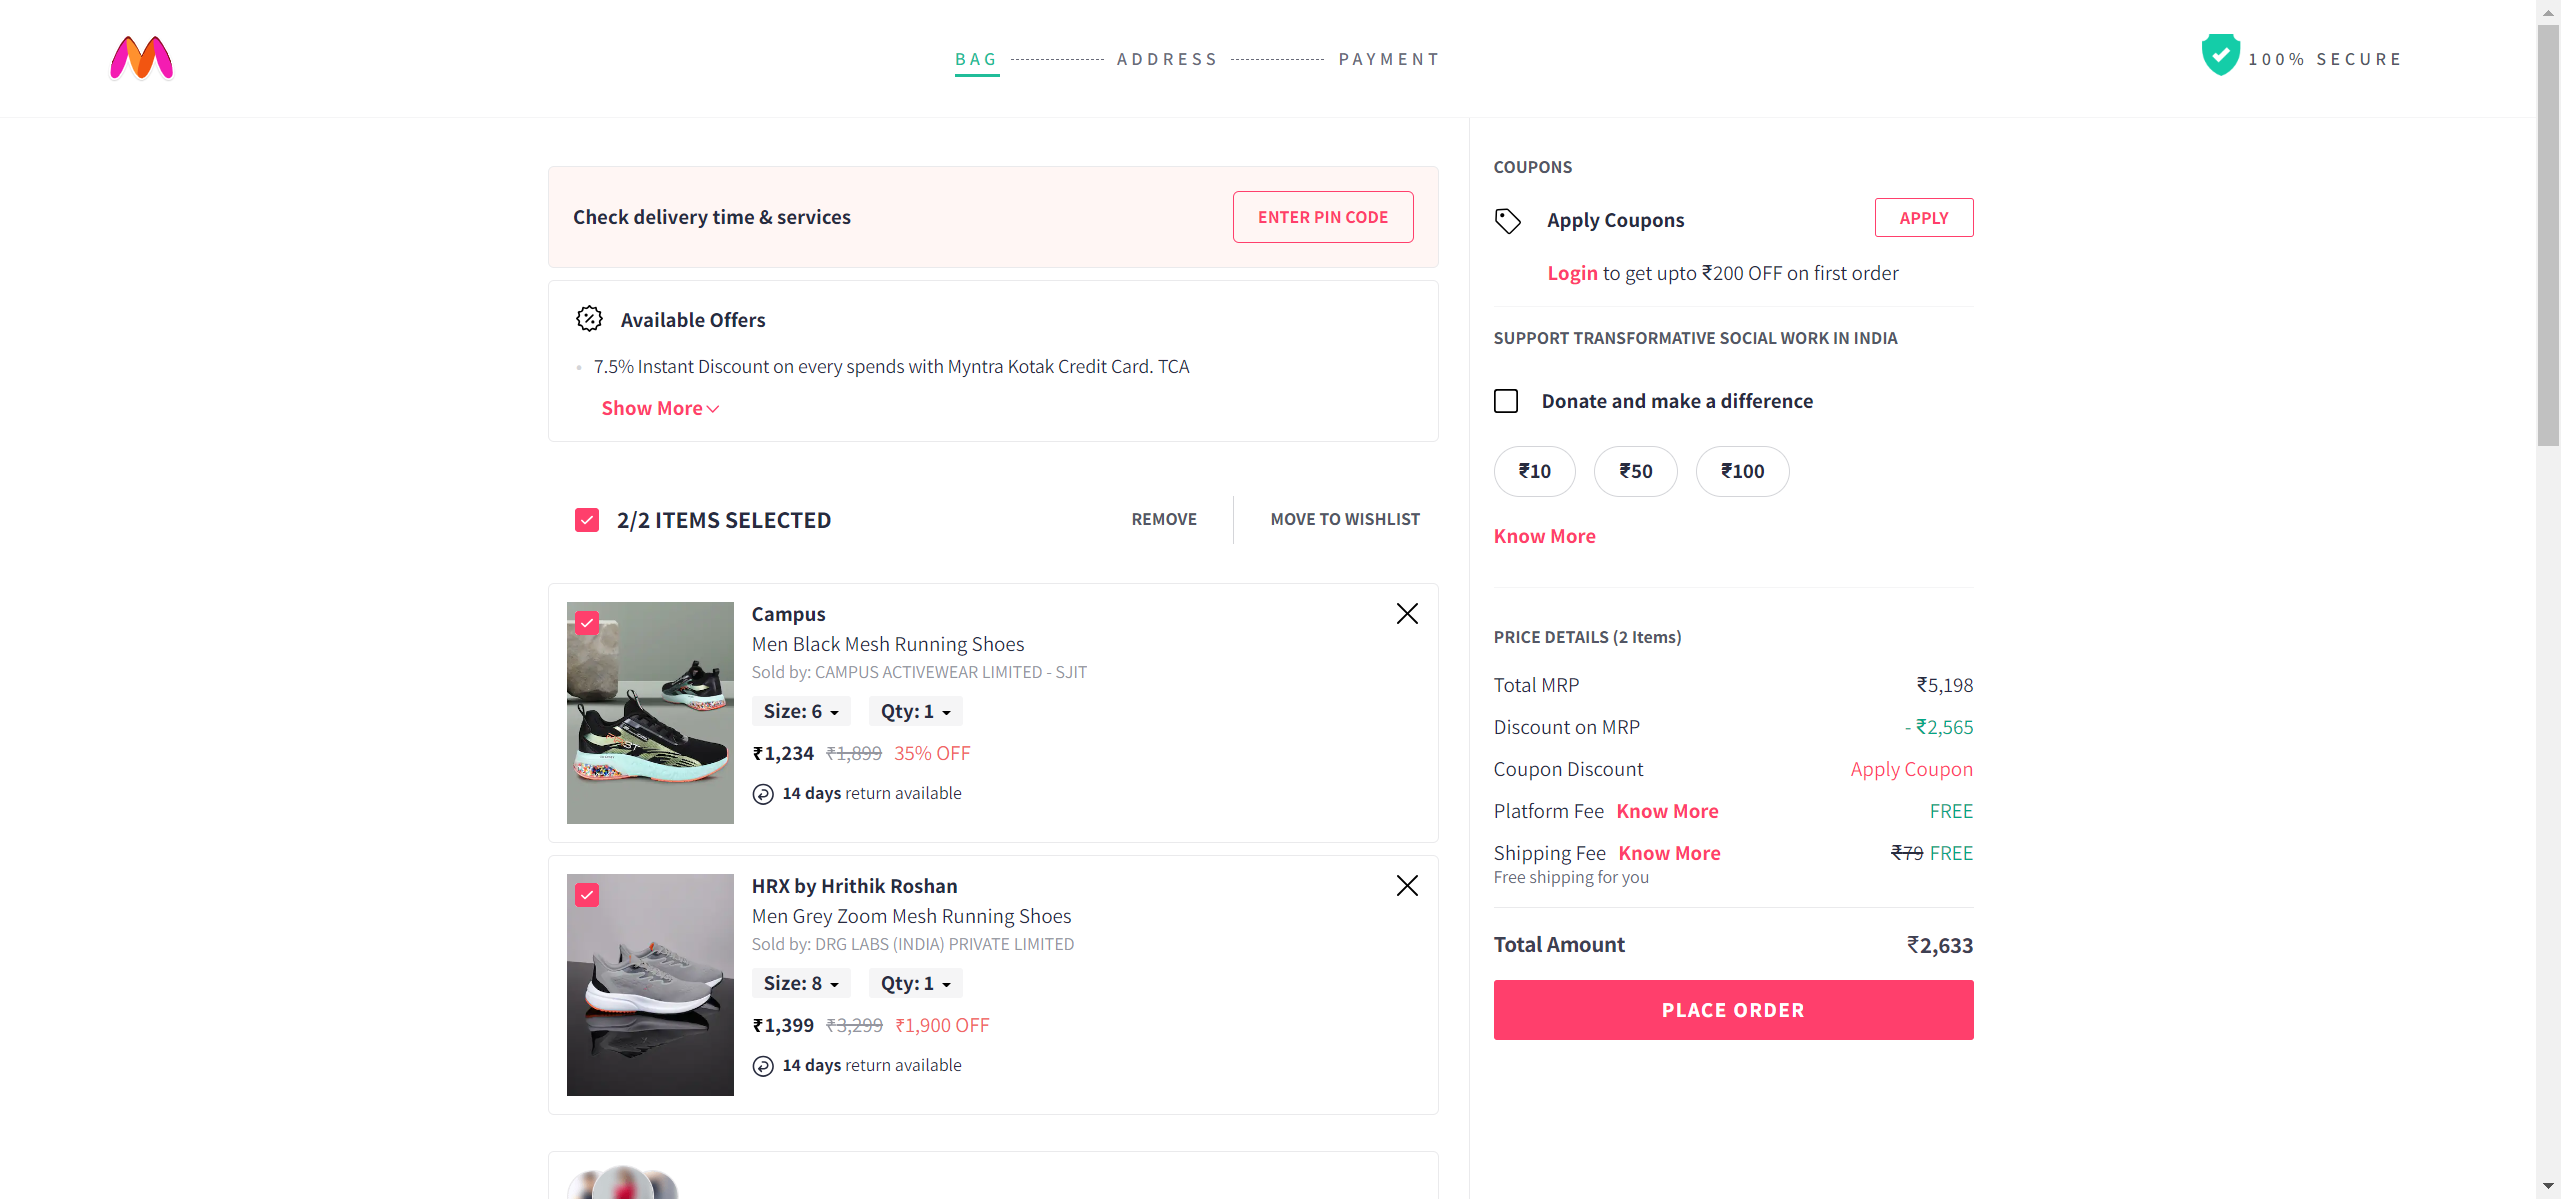 BAG
ADDRESS
PAYMENT
100% SECURE
Check delivery time & services
ENTER PIN CODE
Available Offers
7.5% Instant Discount on every spends with Myntra Kotak Credit Card. TCA
Show More
2/2 ITEMS SELECTED
REMOVE
MOVE TO WISHLIST
Campus
Men Black Mesh Running Shoes
Sold by: CAMPUS ACTIVEWEAR LIMITED - SJIT
Size: 6
Qty: 1
₹1,234 ₹1,899 35% OFF
14 days return available
HRX by Hrithik Roshan
Men Grey Zoom Mesh Running Shoes
Sold by: DRG LABS (INDIA) PRIVATE LIMITED
Size: 8
Qty: 1
₹1,399 ₹3,299 ₹1,900 OFF
14 days return available
COUPONS
Apply Coupons
APPLY
Login to get upto ₹200 OFF on first order
SUPPORT TRANSFORMATIVE SOCIAL WORK IN INDIA
Donate and make a difference
₹10
₹50
₹100
Know More
PRICE DETAILS (2 Items)
Total MRP ₹5,198
Discount on MRP - ₹2,565
Coupon Discount Apply Coupon
Platform Fee Know More FREE
Shipping Fee Know More ₹79 FREE
Free shipping for you
Total Amount ₹2,633
PLACE ORDER